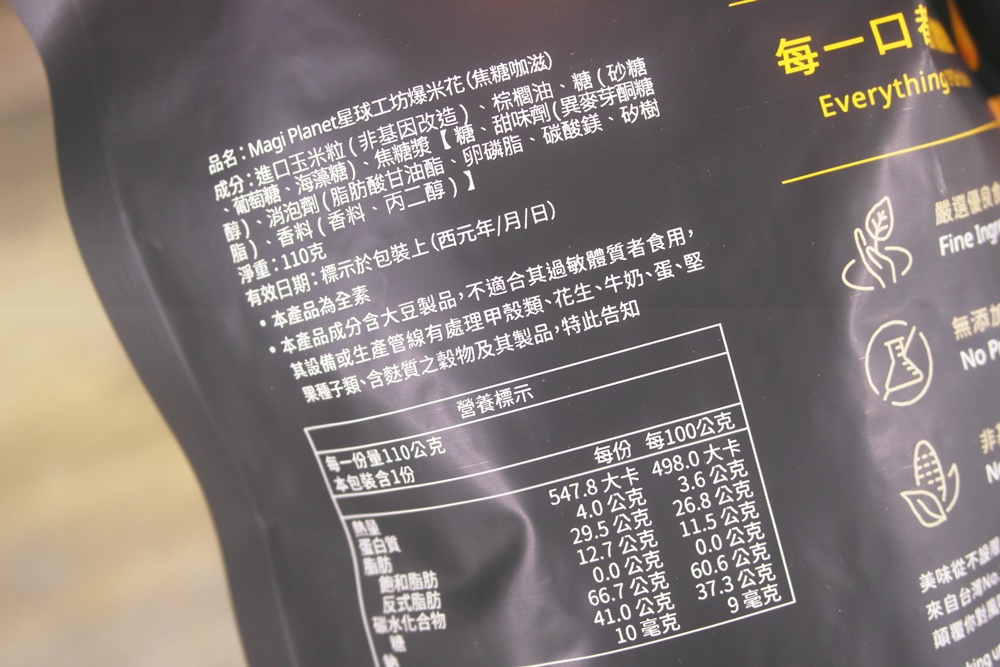 品名：Magi Planet星球工坊爆米花(焦糖咖滋)
成分：進口玉米粒(非基因改造)、棕櫚油、糖(砂糖
、葡萄糖、海藻糖)、焦糖漿【糖、甜味劑(異麥芽酮糖
醇)、消泡劑(脂肪酸甘油酯、卵磷脂、碳酸鎂、矽樹
脂)、香料(香料、丙二醇)】
淨重：110克
有效日期：標示於包裝上(西元年/月/日)
•本產品為全素
•本產品成分含大豆製品，不適合其過敏體質者食用，
其設備或生產管線有處理甲殼類、花生、牛奶、蛋、堅
果種子類、含麩質之穀物及其製品，特此告知
營養標示
每一份量110公克
本包裝含1份
每份 每100公克
熱量 547.8 大卡 498.0 大卡
蛋白質 4.0 公克 3.6 公克
脂肪 29.5 公克 26.8 公克
飽和脂肪 12.7 公克 11.5 公克
反式脂肪 0.0 公克 0.0 公克
碳水化合物 66.7 公克 60.6 公克
糖 41.0 公克 37.3 公克
鈉 10 毫克 9 毫克
每一口都
Everything
嚴選優良
Fine Ingr
無添加
No Pr
非
N
美味從不設限
來自台灣No.
顛覆你對